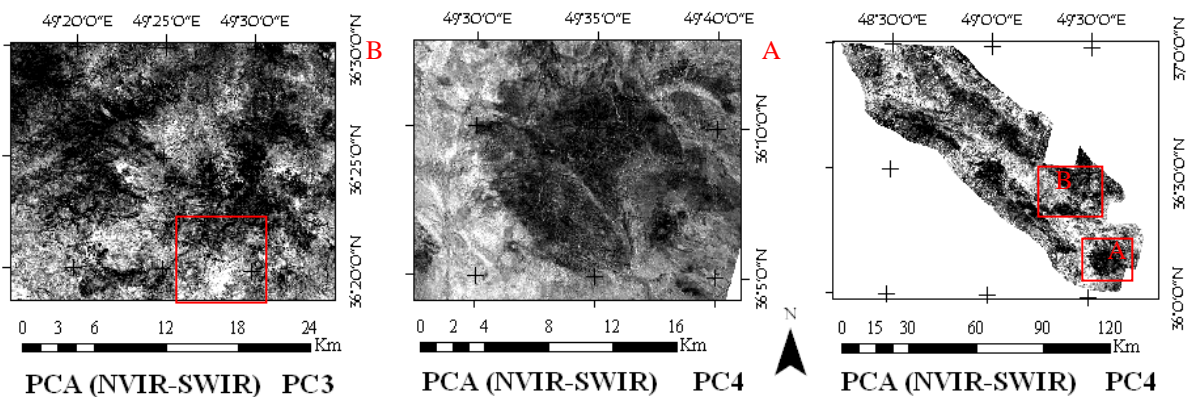 49°20'0"E 49°25'0"E 49°30'0"E
36°30'0"N
36°25'0"N
36°20'0"N
B
0 3 6 12 18 24
Km
PCA (NVIR-SWIR) PC3
49°30'0"E 49°35'0"E 49°40'0"E
36°10'0"N
36°5'0"N
A
0 2 4 8 12 16
Km
PCA (NVIR-SWIR) PC4
N
48°30'0"E 49°0'0"E 49°30'0"E
37°0'0"N
36°30'0"N
36°0'0"N
B
A
0 15 30 60 90 120
Km
PCA (NVIR-SWIR) PC4